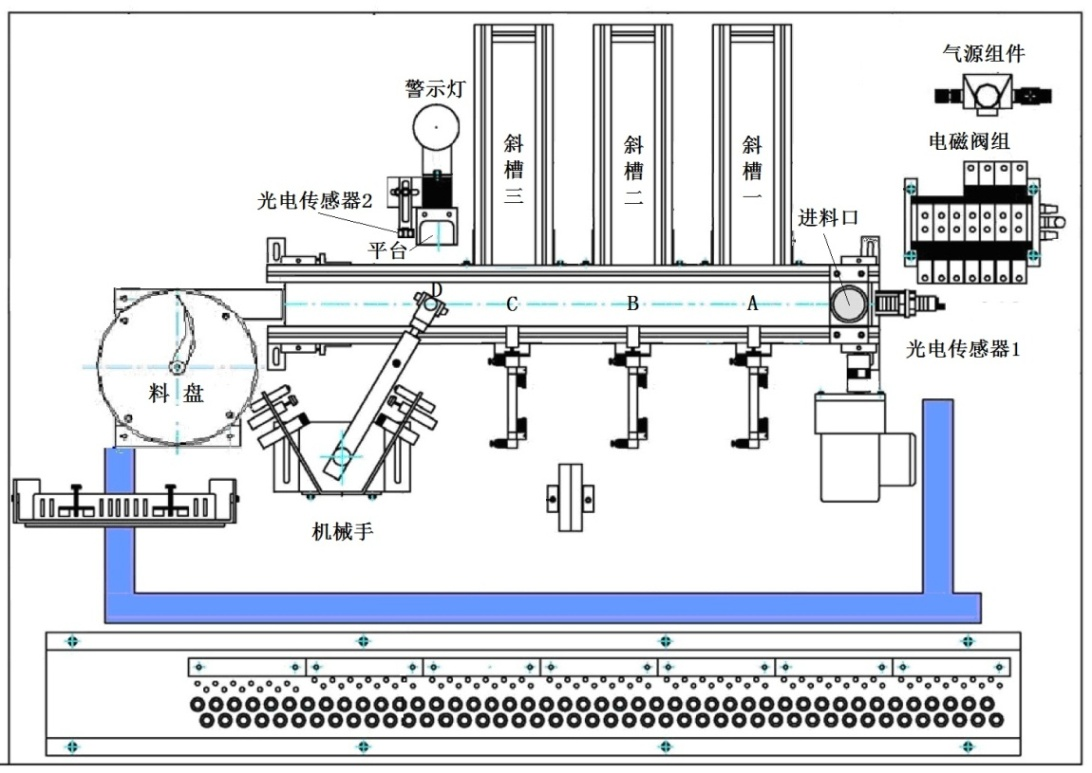 气源组件
警示灯
电磁阀组
斜槽三
斜槽二
斜槽一
光电传感器2
进料口
平台
D
C
B
A
光电传感器1
料 盘
机械手